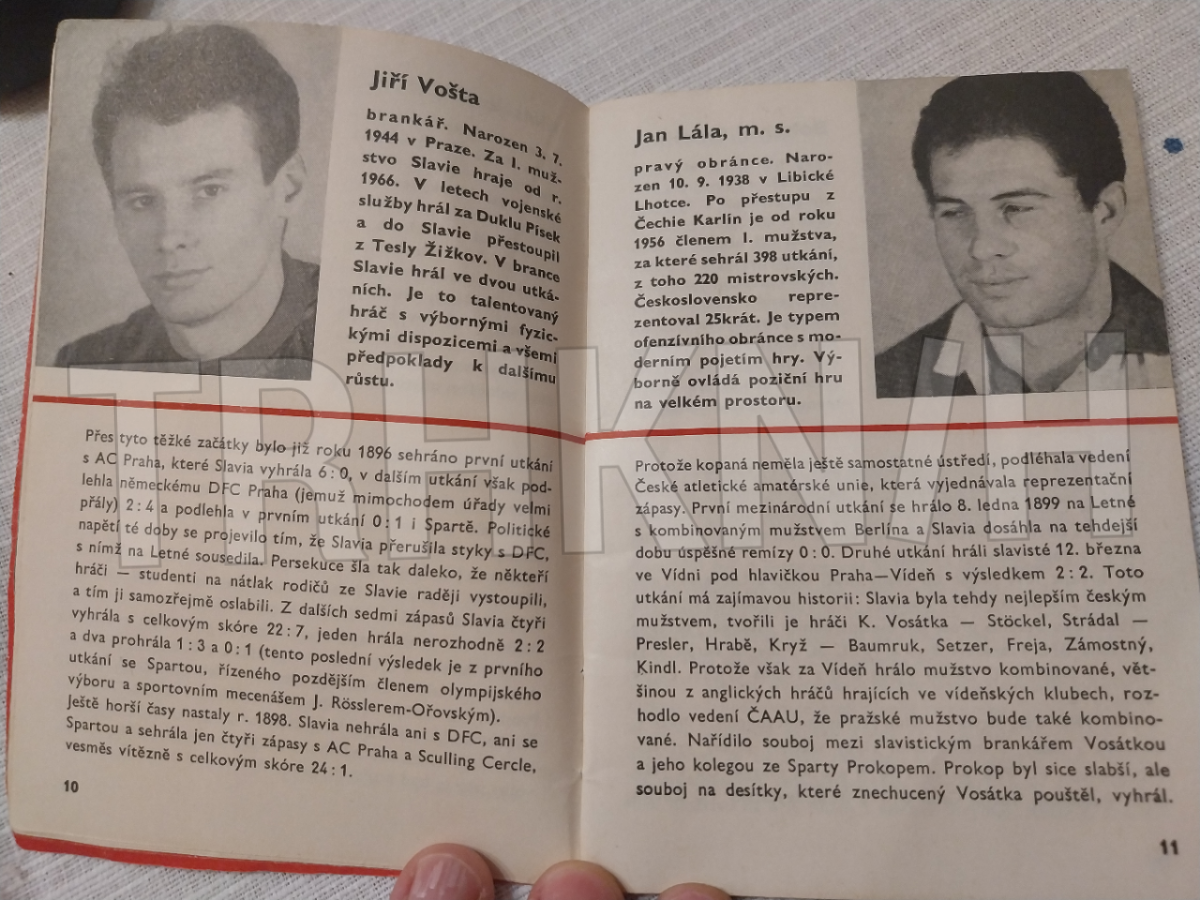 Jiří Vošta
brankář. Narozen 3. 7.
1944 v Praze. Za I. muž-
stvo Slavie hraje od r.
1966. V letech vojenské
služby hrál za Duklu Písek
a do Slavie přestoupil
z Tesly Žižkov. V brance
Slavie hrál ve dvou utká-
ních. Je to talentovaný
hráč s výbornými fyzic-
kými dispozicemi a všemi
předpoklady k dalšímu
růstu.
Přes tyto těžké začátky bylo již roku 1896 sehráno první utkání
s AC Praha, které Slavia vyhrála 6 : 0, v dalším utkání však pod-
lehla německému DFC Praha (jemuž mimochodem úřady velmi
přály) 2 : 4 a podlehla v prvním utkání 0 : 1 i Spartě. Politické
napětí té doby se projevilo tím, že Slavia přerušila styky s DFC,
s nímž na Letné sousedila. Persekuce šla tak daleko, že někteří
hráči — studenti na nátlak rodičů ze Slavie raději vystoupili,
a tím ji samozřejmě oslabili. Z dalších sedmi zápasů Slavia čtyři
vyhrála s celkovým skóre 22 : 7, jeden hrála nerozhodně 2 : 2
a dva prohrála 1 : 3 a 0 : 1 (tento poslední výsledek je z prvního
utkání se Spartou, řízeného pozdějším členem olympijského
výboru a sportovním mecenášem J. Rösslerem-Ořovským).
Ještě horší časy nastaly r. 1898. Slavia nehrála ani s DFC, ani se
Spartou a sehrála jen čtyři zápasy s AC Praha a Sculling Cercle,
vesměs vítězně s celkovým skóre 24 : 1.
10
Jan Lála, m. s.
pravý obránce. Naro-
zen 10. 9. 1938 v Libické
Lhotce. Po přestupu z
Čechie Karlín je od roku
1956 členem I. mužstva,
za které sehrál 398 utkání,
z toho 220 mistrovských.
Československo repre-
zentoval 25krát. Je typem
ofenzívního obránce s mo-
derním pojetím hry. Vý-
borně ovládá poziční hru
na velkém prostoru.
Protože kopaná neměla ještě samostatné ústředí, podléhala vedení
České atletické amatérské unie, která vyjednávala reprezentační
zápasy. První mezinárodní utkání se hrálo 8. ledna 1899 na Letné
s kombinovaným mužstvem Berlína a Slavia dosáhla na tehdejší
dobu úspěšné remízy 0 : 0. Druhé utkání hráli slavisté 12. března
ve Vídni pod hlavičkou Praha—Vídeň s výsledkem 2 : 2. Toto
utkání má zajímavou historii: Slavia byla tehdy nejlepším českým
mužstvem, tvořili je hráči K. Vosátka — Stöckel, Strádal —
Presler, Hrabě, Kryž — Baumruk, Setzer, Freja, Zámostný,
Kindl. Protože však za Vídeň hrálo mužstvo kombinované, vět-
šinou z anglických hráčů hrajících ve vídeňských klubech, roz-
hodlo vedení ČAAU, že pražské mužstvo bude také kombino-
vané. Nařídilo souboj mezi slavistickým brankářem Vosátkou
a jeho kolegou ze Sparty Prokopem. Prokop byl sice slabší, ale
souboj na desítky, které znechucený Vosátka pouštěl, vyhrál.
11